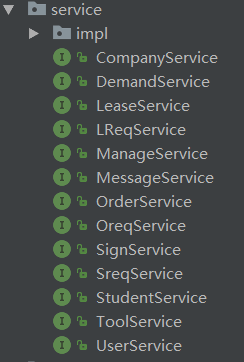 service
impl
I CompanyService
I DemandService
I LeaseService
I LReqService
I ManageService
I MessageService
I OrderService
I OreqService
I SignService
I SreqService
I StudentService
I ToolService
I UserService